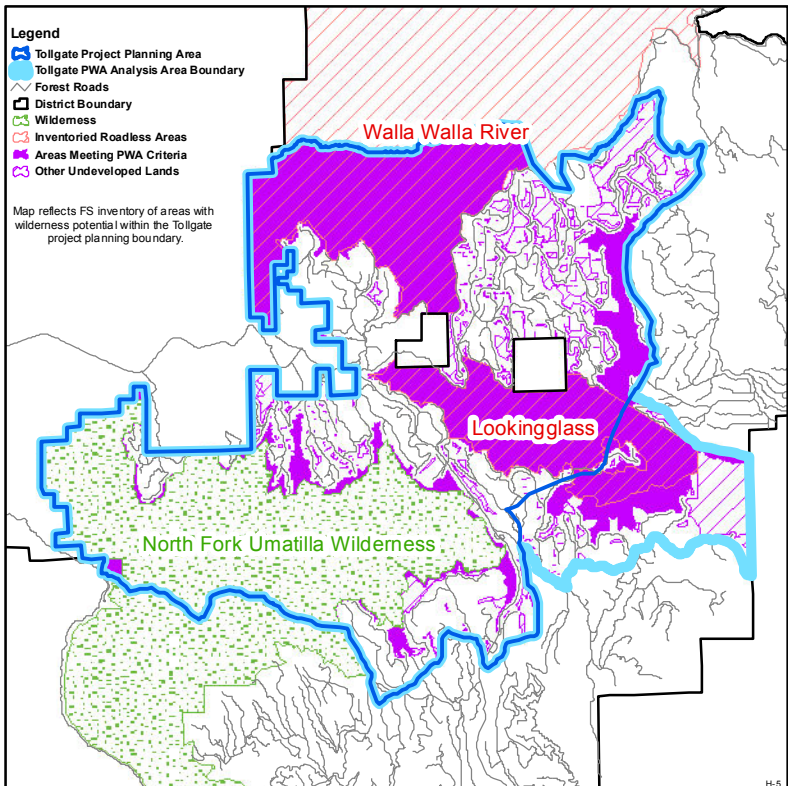 Legend
Tollgate Project Planning Area
Tollgate PWA Analysis Area Boundary
Forest Roads
District Boundary
Wilderness
Inventoried Roadless Areas
Areas Meeting PWA Criteria
Other Undeveloped Lands
Map reflects FS inventory of areas with
wilderness potential within the Tollgate
project planning boundary.
Walla Walla River
Lookingglass
North Fork Umatilla Wilderness
H-5